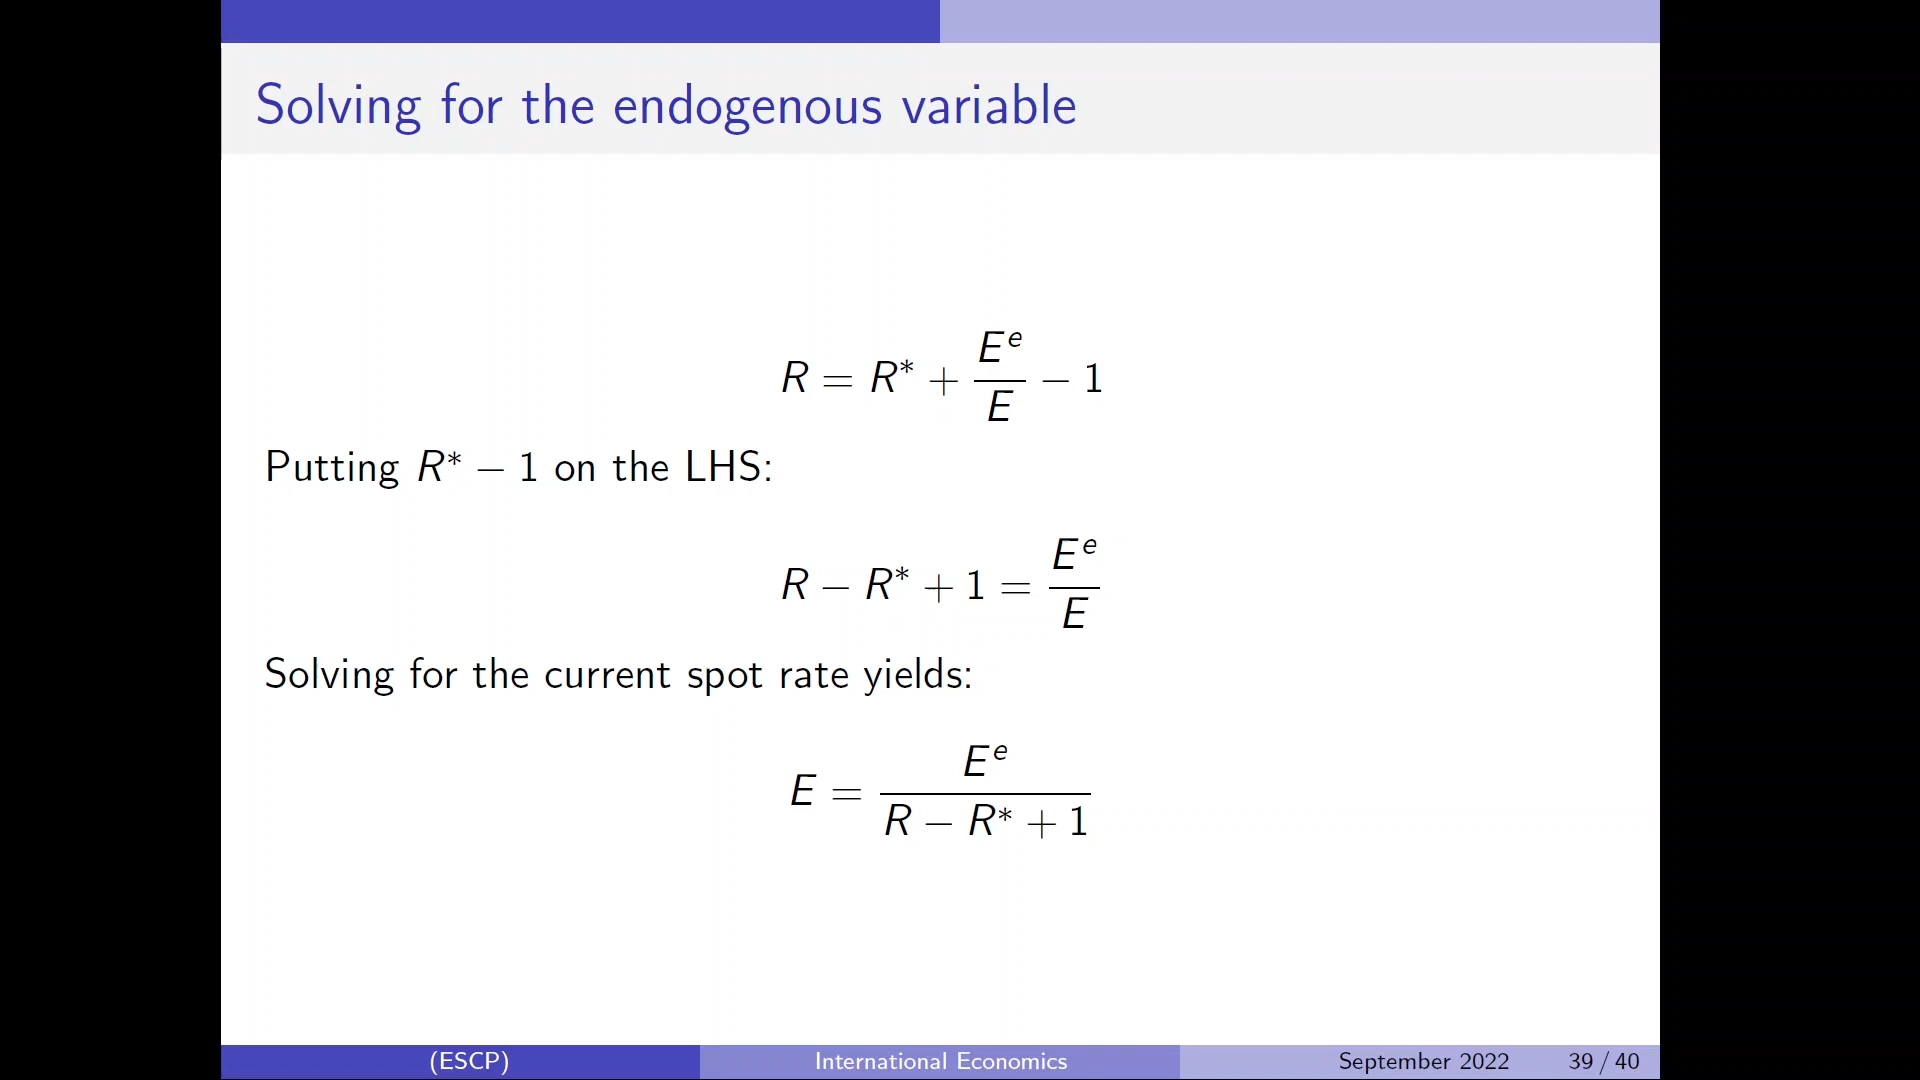 Solving for the endogenous variable
R = R* + E^e/E − 1
Putting R* − 1 on the LHS:
R − R* + 1 = E^e/E
Solving for the current spot rate yields:
E = E^e/(R − R* + 1)
(ESCP) International Economics September 2022 39 / 40